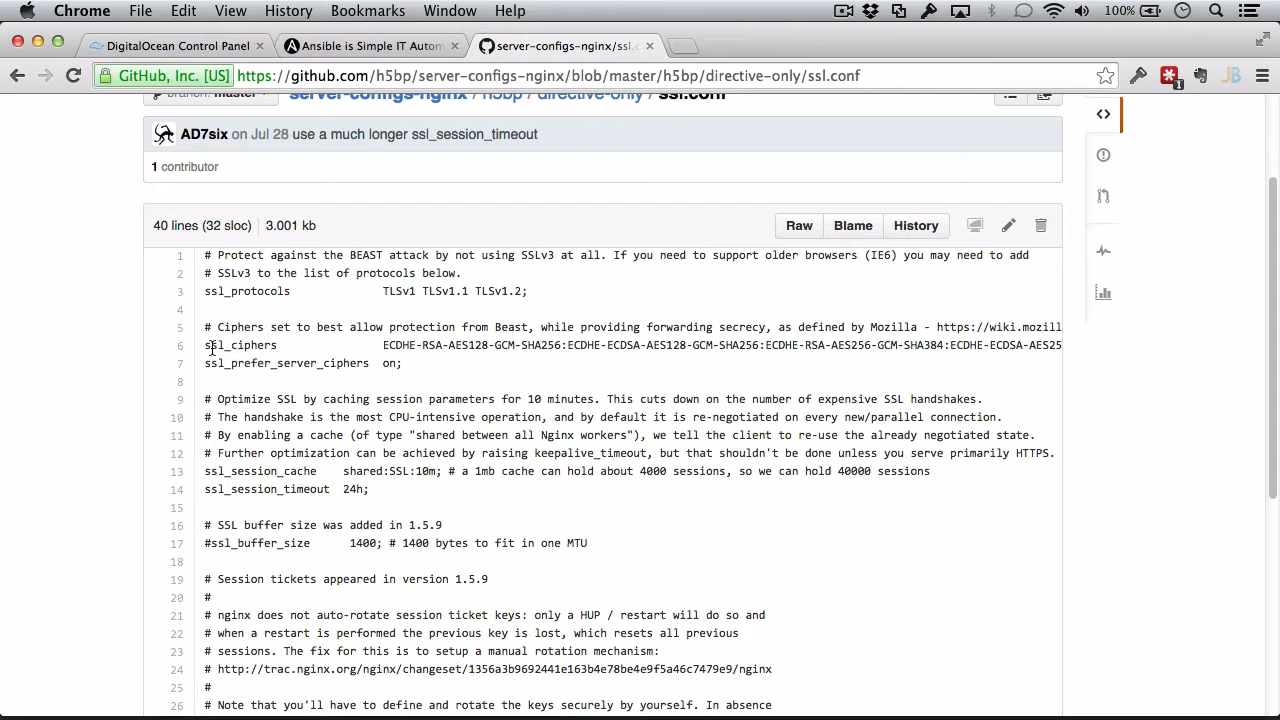 Chrome File Edit View History Bookmarks Window Help 100%
DigitalOcean Control Panel
Ansible is Simple IT Autom
server-configs-nginx/ssl.c
GitHub, Inc. [US] https://github.com/h5bp/server-configs-nginx/blob/master/h5bp/directive-only/ssl.conf
1
JB
branch: master server-configs-nginx / h5bp / directive-only / ssl.conf
AD7six on Jul 28 use a much longer ssl_session_timeout
1 contributor
40 lines (32 sloc) 3.001 kb Raw Blame History
1 # Protect against the BEAST attack by not using SSLv3 at all. If you need to support older browsers (IE6) you may need to add
2 # SSLv3 to the list of protocols below.
3 ssl_protocols TLSv1 TLSv1.1 TLSv1.2;
4
5 # Ciphers set to best allow protection from Beast, while providing forwarding secrecy, as defined by Mozilla - https://wiki.mozill
6 ssl_ciphers ECDHE-RSA-AES128-GCM-SHA256:ECDHE-ECDSA-AES128-GCM-SHA256:ECDHE-RSA-AES256-GCM-SHA384:ECDHE-ECDSA-AES25
7 ssl_prefer_server_ciphers on;
8
9 # Optimize SSL by caching session parameters for 10 minutes. This cuts down on the number of expensive SSL handshakes.
10 # The handshake is the most CPU-intensive operation, and by default it is re-negotiated on every new/parallel connection.
11 # By enabling a cache (of type "shared between all Nginx workers"), we tell the client to re-use the already negotiated state.
12 # Further optimization can be achieved by raising keepalive_timeout, but that shouldn't be done unless you serve primarily HTTPS.
13 ssl_session_cache shared:SSL:10m; # a 1mb cache can hold about 4000 sessions, so we can hold 40000 sessions
14 ssl_session_timeout 24h;
15
16 # SSL buffer size was added in 1.5.9
17 #ssl_buffer_size 1400; # 1400 bytes to fit in one MTU
18
19 # Session tickets appeared in version 1.5.9
20 #
21 # nginx does not auto-rotate session ticket keys: only a HUP / restart will do so and
22 # when a restart is performed the previous key is lost, which resets all previous
23 # sessions. The fix for this is to setup a manual rotation mechanism:
24 # http://trac.nginx.org/nginx/changeset/1356a3b9692441e163b4e78be4e9f5a46c7479e9/nginx
25 #
26 # Note that you'll have to define and rotate the keys securely by yourself. In absence